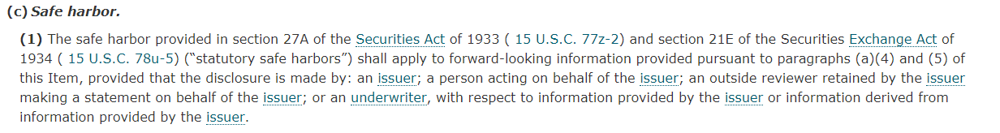 (c) Safe harbor.
(1) The safe harbor provided in section 27A of the Securities Act of 1933 ( 15 U.S.C. 77z-2) and section 21E of the Securities Exchange Act of
1934 ( 15 U.S.C. 78u-5) (“statutory safe harbors”) shall apply to forward-looking information provided pursuant to paragraphs (a)(4) and (5) of
this Item, provided that the disclosure is made by: an issuer; a person acting on behalf of the issuer; an outside reviewer retained by the issuer
making a statement on behalf of the issuer; or an underwriter, with respect to information provided by the issuer or information derived from
information provided by the issuer.